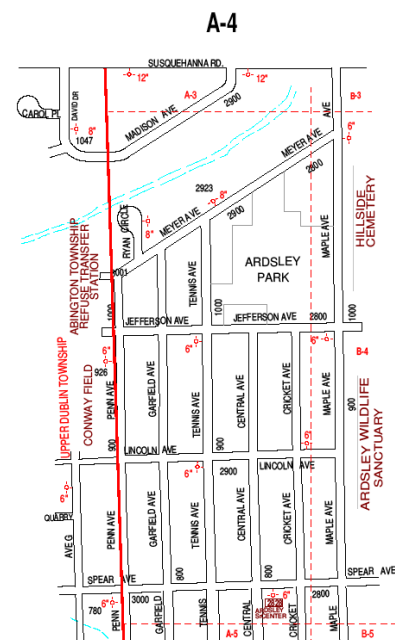 A-4
SUSQUEHANNA RD.
12"
12"
A-3
B-3
DAVID DR
CAROL PL
8"
1047
MADISON AVE
2900
AVE
8"
MEYER AVE
2800
2923
8"
2900
MEYER AVE
RYAN CIRCLE
8"
MAPLE AVE
HILLSIDE
CEMETERY
ABINGTON TOWNSHIP
REFUSE TRANSFER
STATION
1001
TENNIS AVE
ARDSLEY
PARK
1000
1000
1000
JEFFERSON AVE
JEFFERSON AVE
2800
UPPER DUBLIN TOWNSHIP
CONWAY FIELD
6"
926
6"
6"
B-4
PENN AVE
GARFIELD AVE
TENNIS AVE
CENTRAL AVE
CRICKET AVE
MAPLE AVE
900
ARDSLEY WILDLIFE
SANCTUARY
900
900
6"
LINCOLN AVE
LINCOLN AVE
6"
2900
6"
QUARRY
AVE G
PENN AVE
GARFIELD AVE
TENNIS AVE
CENTRAL AVE
CRICKET AVE
MAPLE AVE
800
800
SPEAR AVE
SPEAR AVE
780
6"
3000
6"
2800
2828
ARDSLEY
PENN
GARFIELD
TENNIS
CENTRAL
CRICKET
MAPLE
A-5
B-5